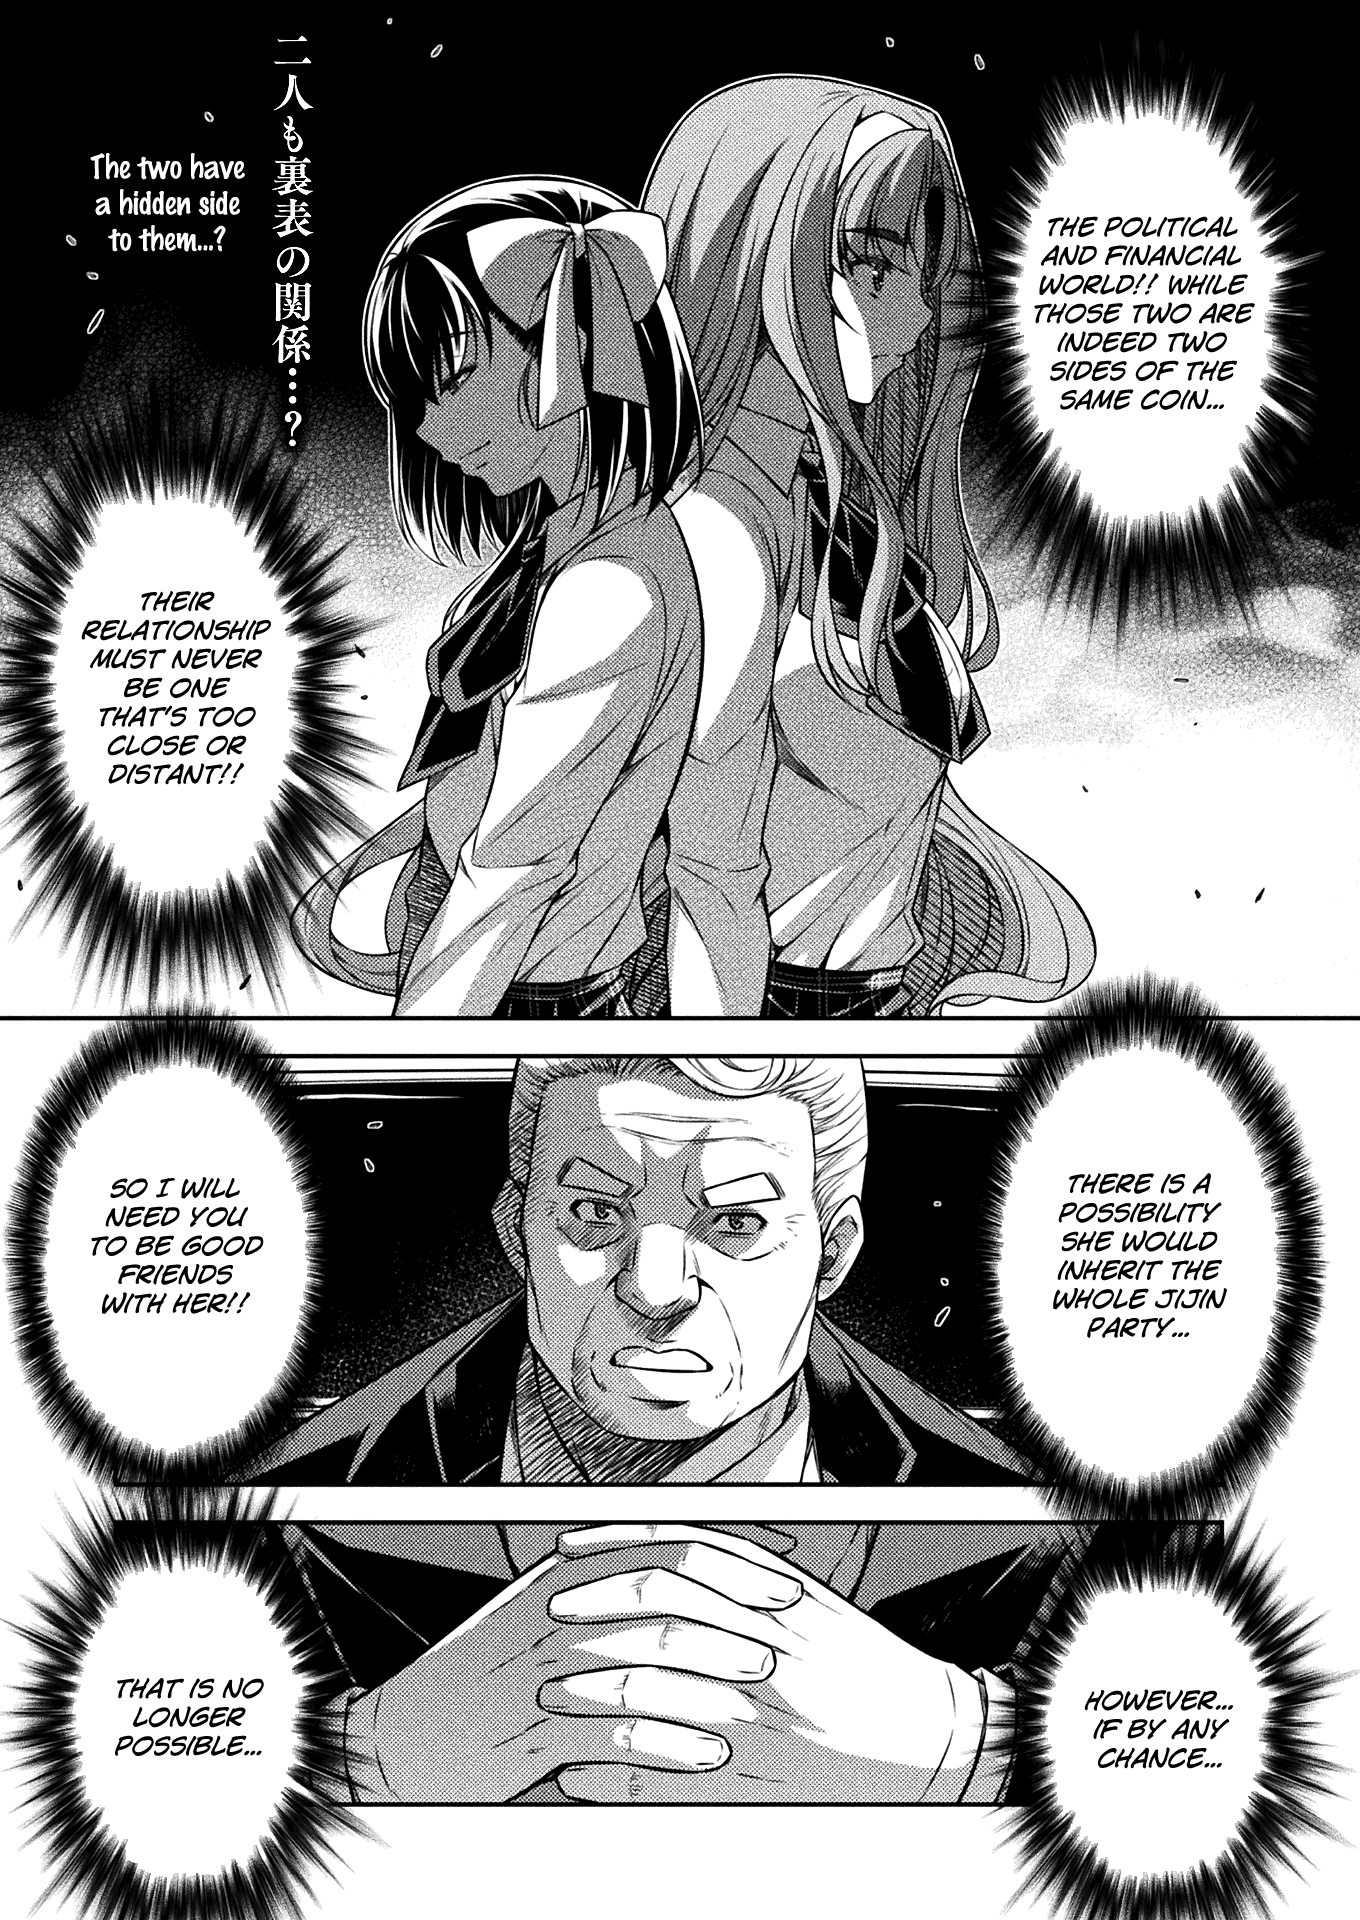 THE POLITICAL
AND FINANCIAL
WORLD!! WHILE
THOSE TWO ARE
INDEED TWO
SIDES OF THE
SAME COIN...
二人も裏表の関係…?
The two have
a hidden side
to them...?
THEIR
RELATIONSHIP
MUST NEVER
BE ONE
THAT'S TOO
CLOSE OR
DISTANT!!
THERE IS A
POSSIBILITY
SHE WOULD
INHERIT THE
WHOLE JIJIN
PARTY...
SO I WILL
NEED YOU
TO BE GOOD
FRIENDS
WITH HER!!
HOWEVER...
IF BY ANY
CHANCE...
THAT IS NO
LONGER
POSSIBLE...